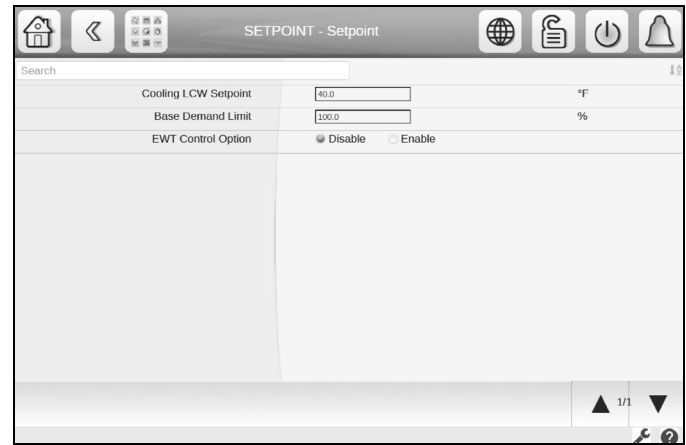 SETPOINT - Setpoint
Search
Cooling LCW Setpoint 40.0 °F
Base Demand Limit 100.0 %
EWT Control Option Disable Enable
1/1